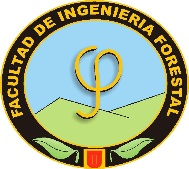 FACULTAD DE INGENIERIA FORESTAL
φ